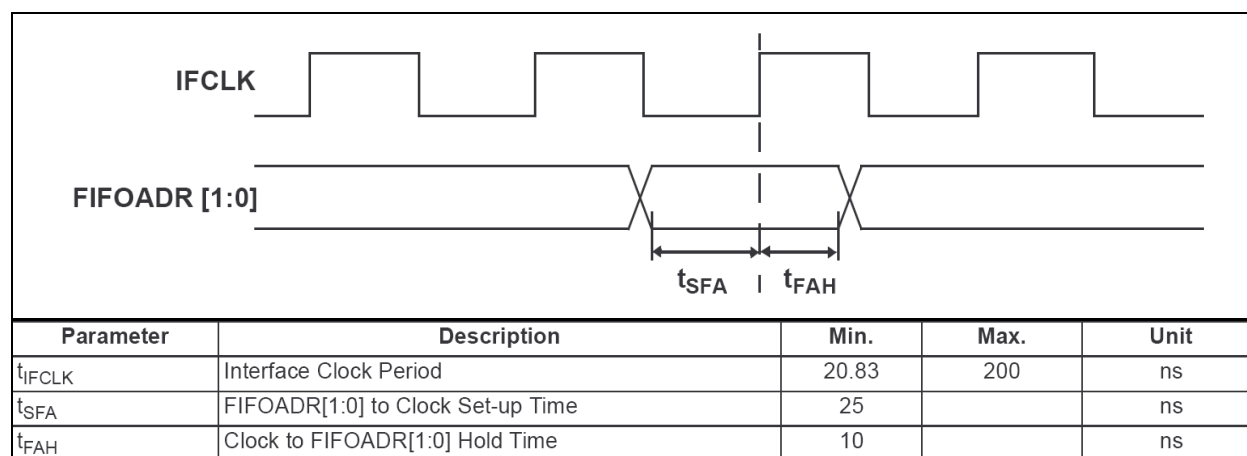 IFCLK
FIFOADR [1:0]
tSFA tFAH
Parameter Description Min. Max. Unit
tIFCLK Interface Clock Period 20.83 200 ns
tSFA FIFOADR[1:0] to Clock Set-up Time 25 ns
tFAH Clock to FIFOADR[1:0] Hold Time 10 ns